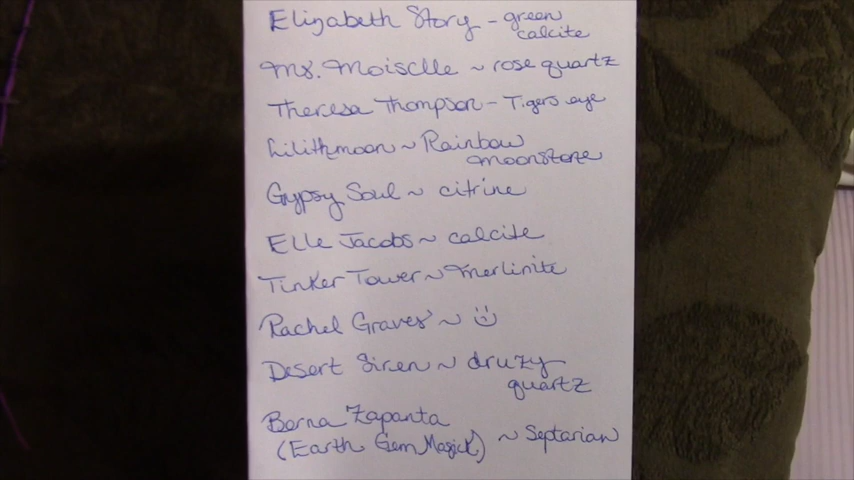 Elizabeth Story - green
calcite
Ms. Moiselle ~ rose quartz
Theresa Thompson - Tigers eye
Lilithmoon ~ Rainbow
moonstone
Gypsy Soul ~ citrine
Elle Jacobs ~ calcite
Tinker Tower ~ merlinite
Rachel Graves ~ :)
Desert Siren ~ druzy
quartz
Berna Zapanta
(Earth Gem Magick) ~ Septarian